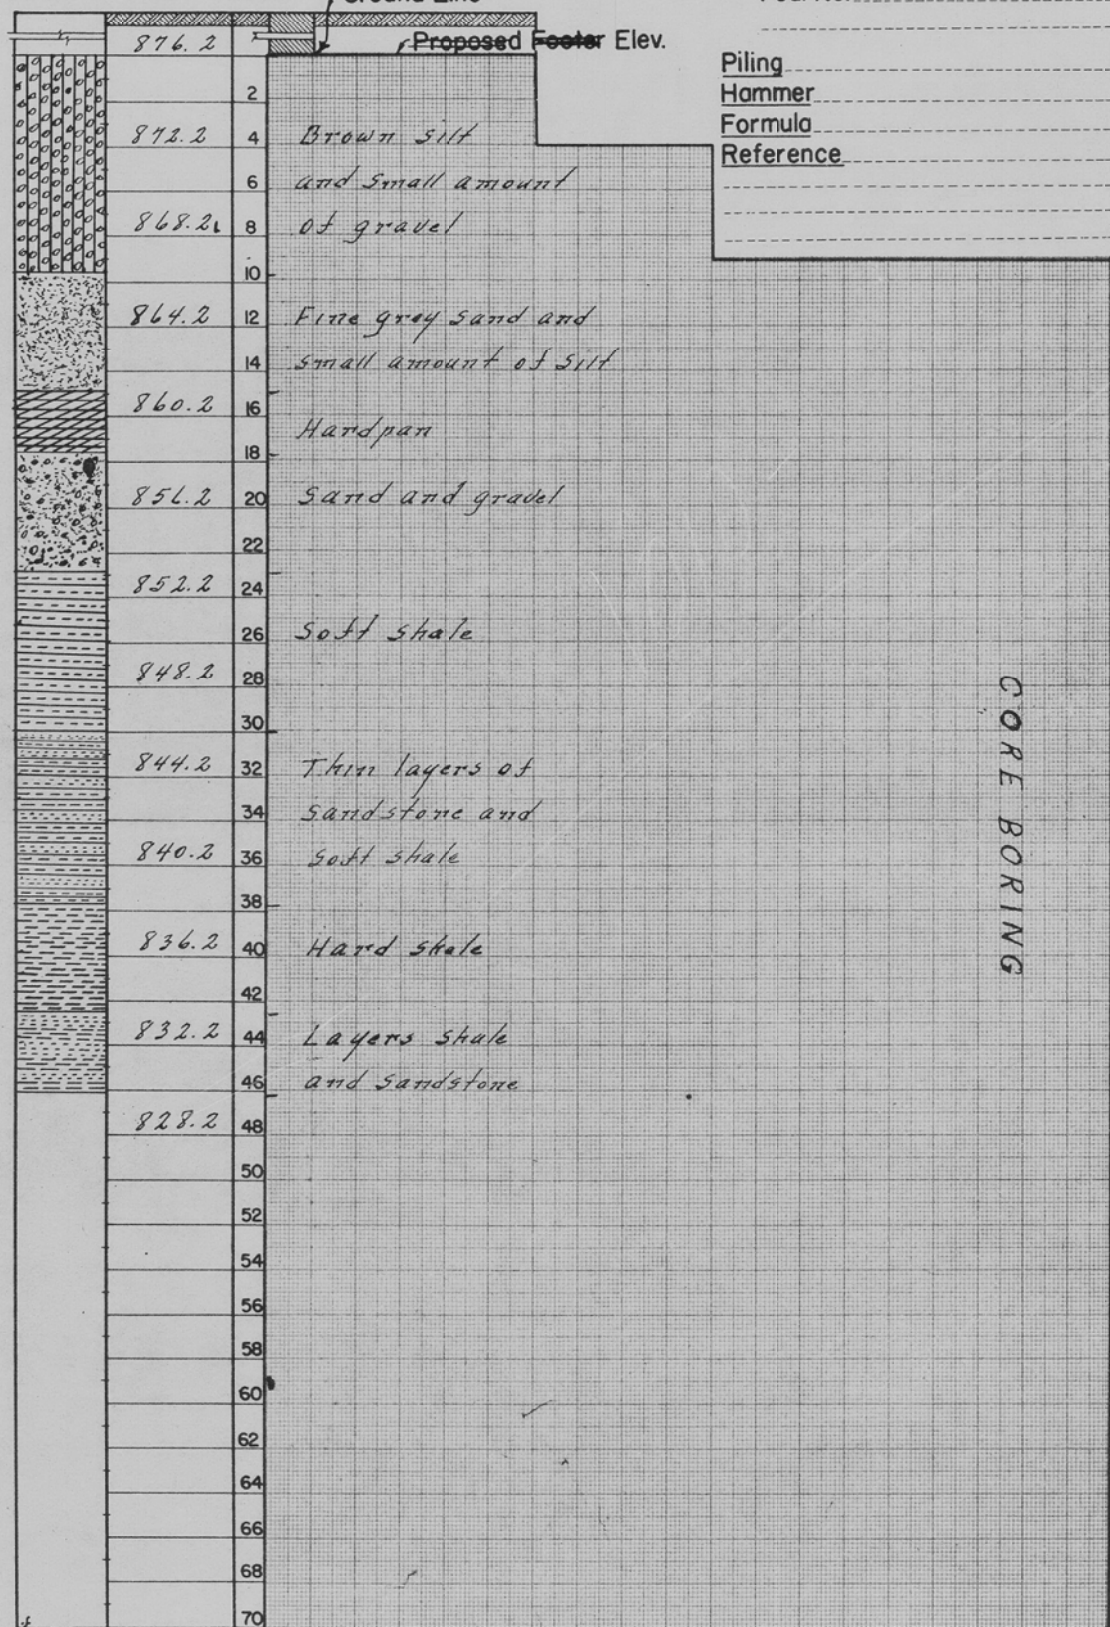 Ground Line
876.2
Proposed Footer Elev.
Piling
Hammer
Formula
Reference
2
872.2 4 Brown silt
6 and small amount
868.2 8 of gravel
10
864.2 12 Fine grey sand and
14 small amount of silt
860.2 16
Hardpan
18
856.2 20 Sand and gravel
22
852.2 24
26 Soft shale
848.2 28
30
844.2 32 Thin layers of
34 sandstone and
840.2 36 soft shale
38
836.2 40 Hard shale
42
832.2 44 Layers shale
46 and sandstone
828.2 48
50
52
54
56
58
60
62
64
66
68
70
CORE BORING